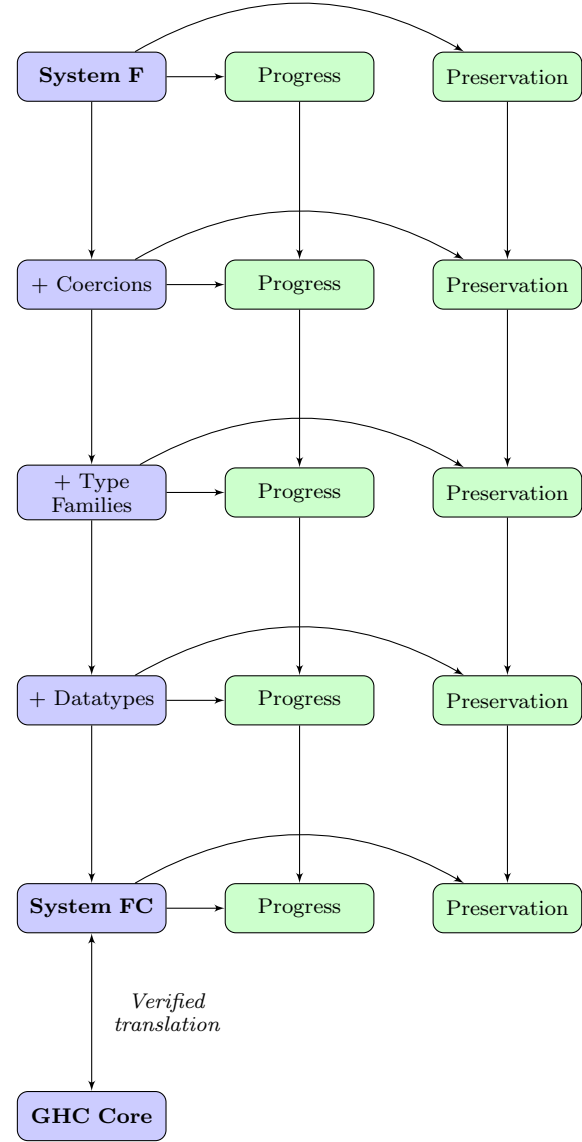 System F
Progress
Preservation
+ Coercions
Progress
Preservation
+ Type
Families
Progress
Preservation
+ Datatypes
Progress
Preservation
System FC
Progress
Preservation
Verified
translation
GHC Core